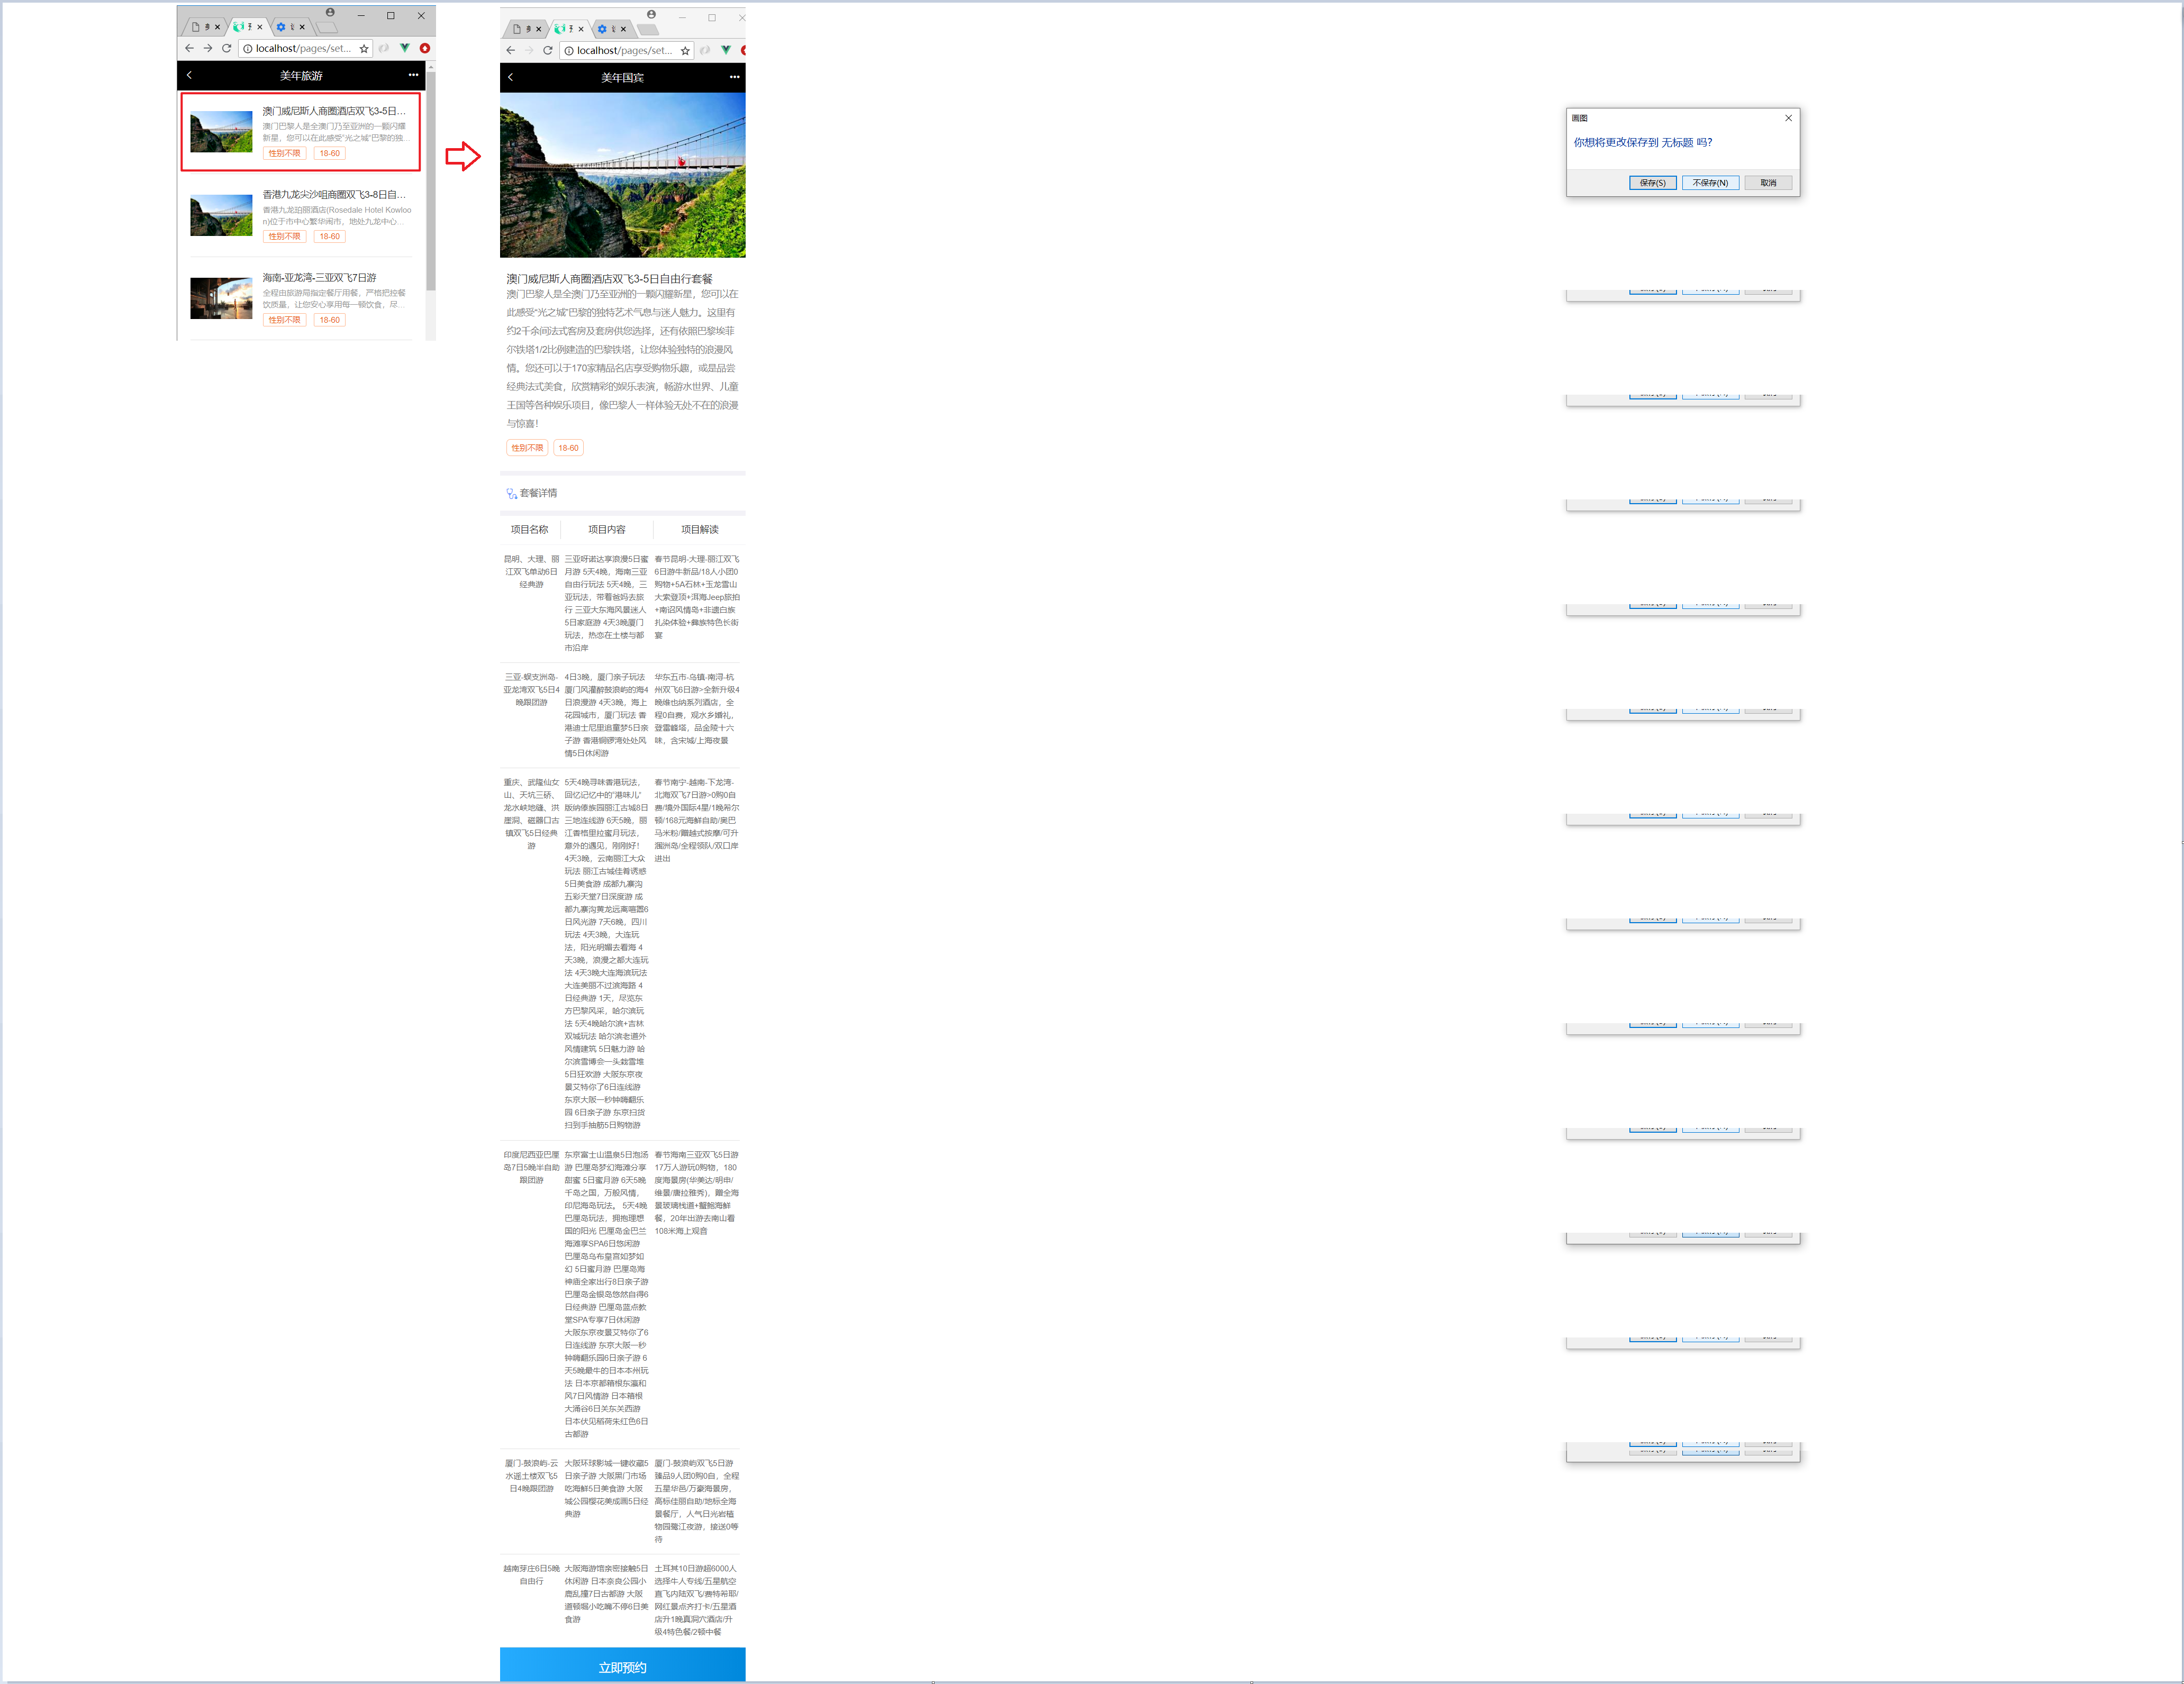 localhost/pages/set...
美年旅游
澳门威尼斯人商圈酒店双飞3-5日...
澳门巴黎人是全澳门乃至亚洲的一颗闪耀
新星，您可以在此感受“光之城”巴黎的独...
性别不限 18-60
香港九龙尖沙咀商圈双飞3-8日自...
香港九龙珀丽酒店(Rosedale Hotel Kowloo
n)位于市中心繁华闹市，地处九龙中心...
性别不限 18-60
海南-亚龙湾-三亚双飞7日游
全程由旅游局指定餐厅用餐，严格把控餐
饮质量，让您安心享用每一顿饮食，尽...
性别不限 18-60
localhost/pages/set...
美年国宾
澳门威尼斯人商圈酒店双飞3-5日自由行套餐
澳门巴黎人是全澳门乃至亚洲的一颗闪耀新星，您可以在
此感受“光之城”巴黎的独特艺术气息与迷人魅力。这里有
约2千余间法式客房及套房供您选择，还有依照巴黎埃菲
尔铁塔1/2比例建造的巴黎铁塔，让您体验独特的浪漫风
情。您还可以于170家精品名店享受购物乐趣，或是品尝
经典法式美食，欣赏精彩的娱乐表演，畅游水世界、儿童
王国等各种娱乐项目，像巴黎人一样体验无处不在的浪漫
与惊喜！
性别不限 18-60
套餐详情
项目名称 项目内容 项目解读
昆明、大理、丽
江双飞单动6日
经典游
三亚呀诺达享浪漫5日蜜
月游 5天4晚，海南三亚
自由行玩法 5天4晚，三
亚玩法，带着爸妈去旅
行 三亚大东海风景迷人
5日家庭游 4天3晚厦门
玩法，热恋在土楼与都
市沿岸
春节昆明-大理-丽江双飞
6日游牛新品/18人小团0
购物+5A石林+玉龙雪山
大索登顶+洱海Jeep旅拍
+南诏风情岛+非遗白族
扎染体验+彝族特色长街
宴
三亚-蜈支洲岛-
亚龙湾双飞5日4
晚跟团游
4日3晚，厦门亲子玩法
厦门风灌醉鼓浪屿的海4
日浪漫游 4天3晚，海上
花园城市，厦门玩法 香
港迪士尼里追童梦5日亲
子游 香港铜锣湾处处风
情5日休闲游
华东五市-乌镇-南浔-杭
州双飞6日游>全新升级4
晚维也纳系列酒店，全
程0自费，观水乡婚礼，
登雷峰塔，品金陵十六
味，含宋城/上海夜景
重庆、武隆仙女
山、天坑三硚、
龙水峡地缝、洪
崖洞、磁器口古
镇双飞5日经典
游
5天4晚寻味香港玩法，
回忆记忆中的“港味儿”
版纳傣族园丽江古城8日
三地连线游 6天5晚，丽
江香格里拉蜜月玩法，
意外的遇见，刚刚好！
4天3晚，云南丽江大众
玩法 丽江古城佳肴诱惑
5日美食游 成都九寨沟
五彩天堂7日深度游 成
都九寨沟黄龙远离喧嚣6
日风光游 7天6晚，四川
玩法 4天3晚，大连玩
法，阳光明媚去看海 4
天3晚，浪漫之都大连玩
法 4天3晚大连海滨玩法
大连美丽不过滨海路 4
日经典游 1天，尽览东
方巴黎风采，哈尔滨玩
法 5天4晚哈尔滨+吉林
双城玩法 哈尔滨老道外
风情建筑 5日魅力游 哈
尔滨雪博会一头栽雪堆
5日狂欢游 大阪东京夜
景艾特你了6日连线游
东京大阪一秒钟嗨翻乐
园 6日亲子游 东京扫货
扫到手抽筋5日购物游
春节南宁-越南-下龙湾-
北海双飞7日游>0购0自
费/境外国际4星/1晚希尔
顿/168元海鲜自助/奥巴
马米粉/赠越式按摩/可升
涠洲岛/全程领队/双口岸
进出
印度尼西亚巴厘
岛7日5晚半自助
跟团游
东京富士山温泉5日泡汤
游 巴厘岛梦幻海滩分享
甜蜜 5日蜜月游 6天5晚
千岛之国，万般风情，
印尼海岛玩法。 5天4晚
巴厘岛玩法，拥抱理想
国的阳光 巴厘岛金巴兰
海滩享SPA6日悠闲游
巴厘岛乌布皇宫如梦如
幻 5日蜜月游 巴厘岛海
神庙全家出行8日亲子游
巴厘岛金银岛悠然自得6
日经典游 巴厘岛蓝点教
堂SPA专享7日休闲游
大阪东京夜景艾特你了6
日连线游 东京大阪一秒
钟嗨翻乐园6日亲子游 6
天5晚最牛的日本本州玩
法 日本京都箱根东瀛和
风7日风情游 日本箱根
大涌谷6日关东关西游
日本伏见稻荷朱红色6日
古都游
春节海南三亚双飞5日游
17万人游玩0购物，180
度海景房(华美达/明申/
维景/唐拉雅秀)，赠全海
景玻璃栈道+蟹鲍海鲜
餐，20年出游去南山看
108米海上观音
厦门-鼓浪屿-云
水谣土楼双飞5
日4晚跟团游
大阪环球影城一键收藏5
日亲子游 大阪黑门市场
吃海鲜5日美食游 大阪
城公园樱花美成画5日经
典游
厦门-鼓浪屿双飞5日游
臻品9人团0购0自，全程
五星华邑/万豪海景房，
高标佳丽自助/地标全海
景餐厅，人气日光岩植
物园鹭江夜游，接送0等
待
越南芽庄6日5晚
自由行
大阪海游馆亲密接触5日
休闲游 日本奈良公园小
鹿乱撞7日古都游 大阪
道顿堀小吃嘴不停6日美
食游
土耳其10日游超6000人
选择牛人专线/五星航空
直飞内陆双飞/赛特希耶/
网红景点齐打卡/五星酒
店升1晚真洞穴酒店/升
级4特色餐/2顿中餐
立即预约
画图
你想将更改保存到 无标题 吗?
保存(S) 不保存(N) 取消